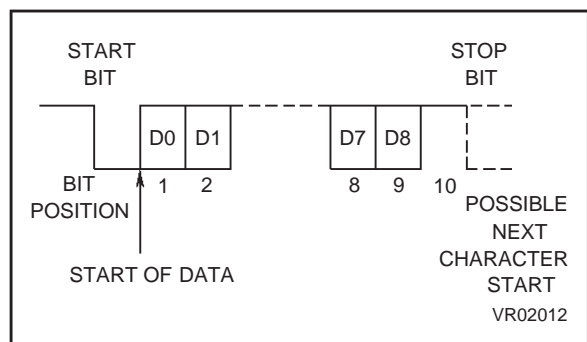 START
BIT
STOP
BIT
D0 D1 D7 D8
BIT
POSITION
1 2 8 9 10
POSSIBLE
NEXT
CHARACTER
START
START OF DATA
VR02012